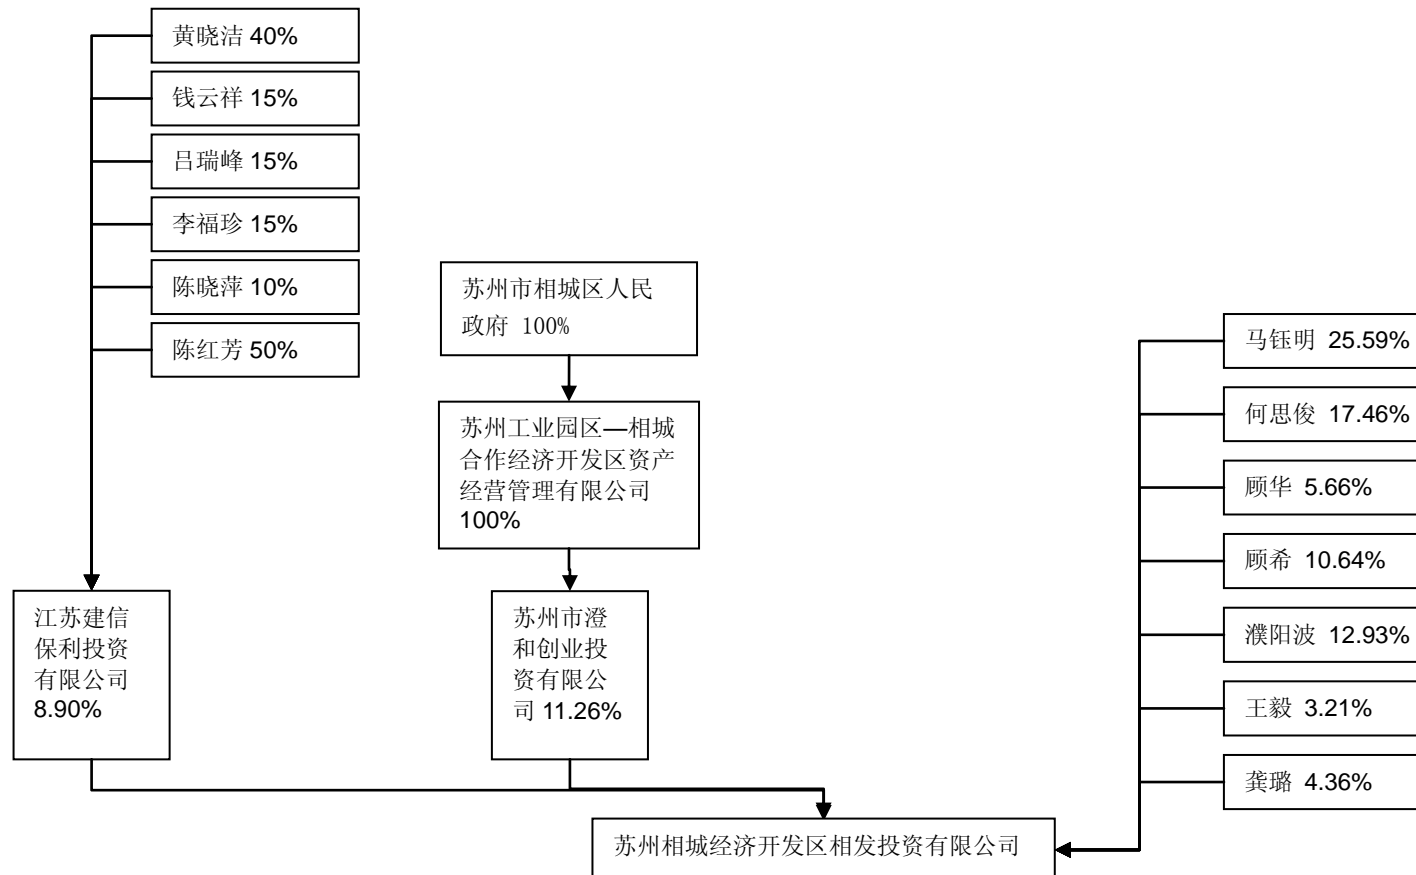 黄晓洁 40%
钱云祥 15%
吕瑞峰 15%
李福珍 15%
陈晓萍 10%
陈红芳 50%
苏州市相城区人民
政府 100%
苏州工业园区—相城
合作经济开发区资产
经营管理有限公司
100%
江苏建信
保利投资
有限公司
8.90%
苏州市澄
和创业投
资有限公
司 11.26%
马钰明 25.59%
何思俊 17.46%
顾华 5.66%
顾希 10.64%
濮阳波 12.93%
王毅 3.21%
龚璐 4.36%
苏州相城经济开发区相发投资有限公司